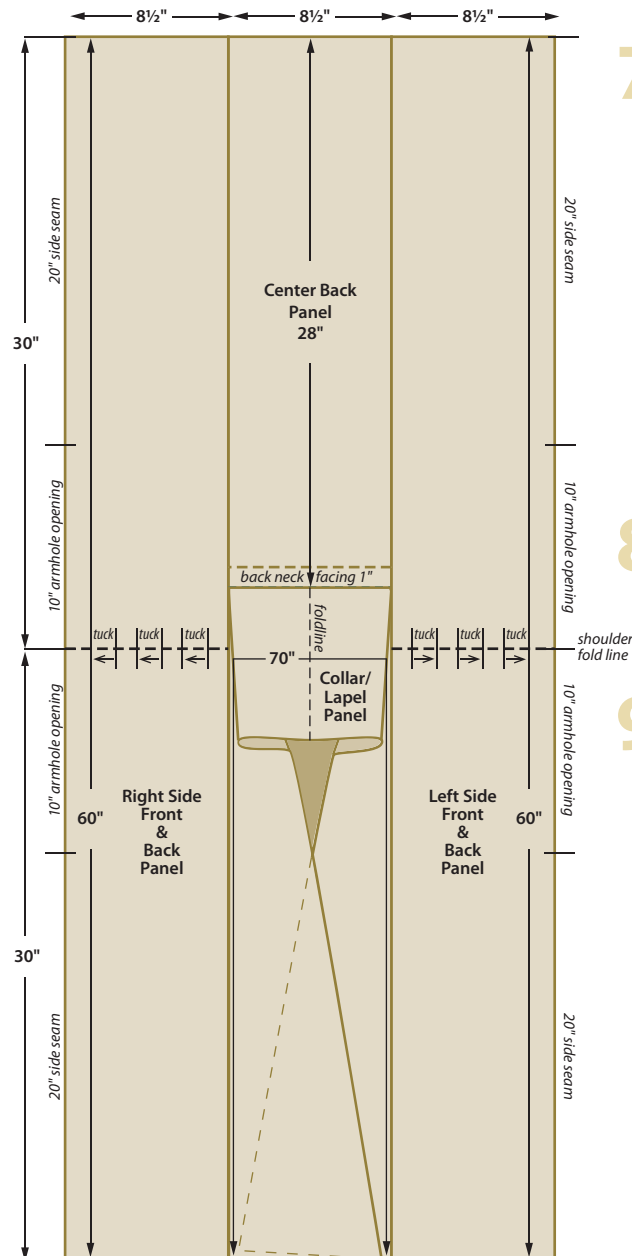 8½"
8½"
8½"
7
20" side seam
20" side seam
Center Back
Panel
28"
30"
10" armhole opening
10" armhole opening
8
back neck facing 1"
foldline
tuck
tuck
tuck
tuck
tuck
tuck
shoulder
fold line
70"
Collar/
Lapel
Panel
9
10" armhole opening
10" armhole opening
Right Side
Front
&
Back
Panel
60"
Left Side
Front
&
Back
Panel
60"
30"
20" side seam
20" side seam